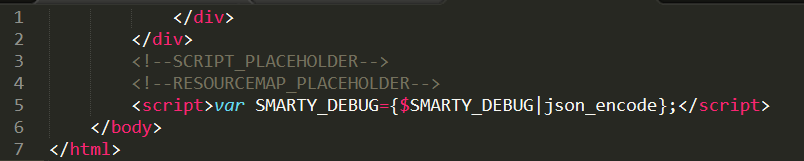 1 </div>
2 </div>
3 <!--SCRIPT_PLACEHOLDER-->
4 <!--RESOURCEMAP_PLACEHOLDER-->
5 <script>var SMARTY_DEBUG={$SMARTY_DEBUG|json_encode};</script>
6 </body>
7 </html>